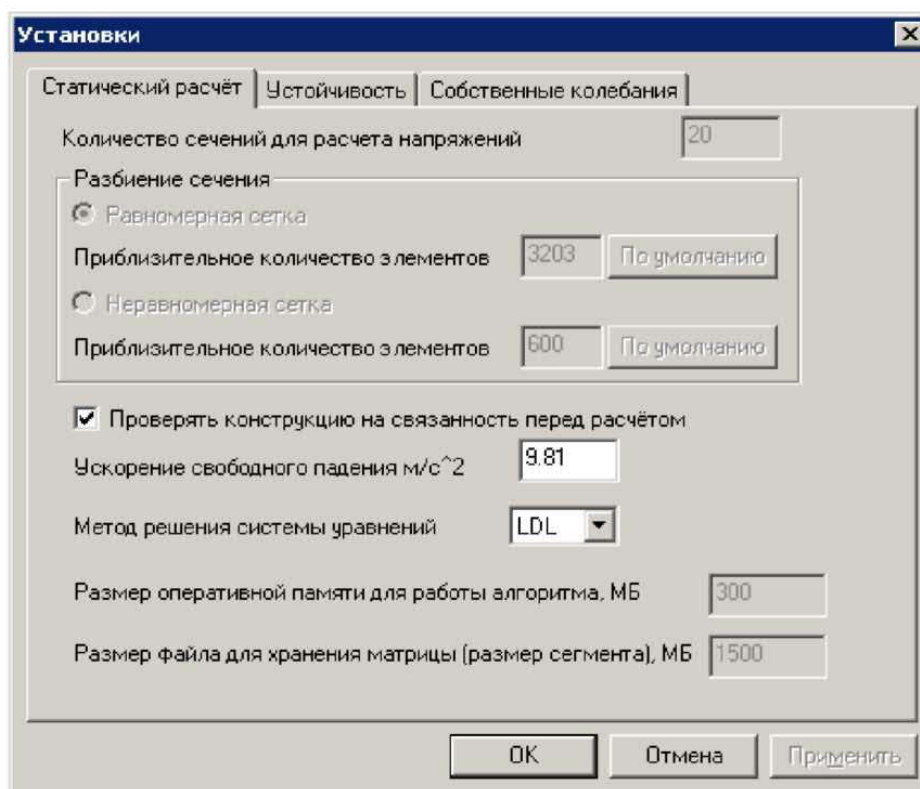 Установки
Статический расчёт Устойчивость Собственные колебания
Количество сечений для расчета напряжений 20
Разбиение сечения
Равномерная сетка
Приблизительное количество элементов 3203 По умолчанию
Неравномерная сетка
Приблизительное количество элементов 600 По умолчанию
Проверять конструкцию на связанность перед расчётом
Ускорение свободного падения м/с^2 9.81
Метод решения системы уравнений LDL
Размер оперативной памяти для работы алгоритма, МБ 300
Размер файла для хранения матрицы (размер сегмента), МБ 1500
OK Отмена Применить